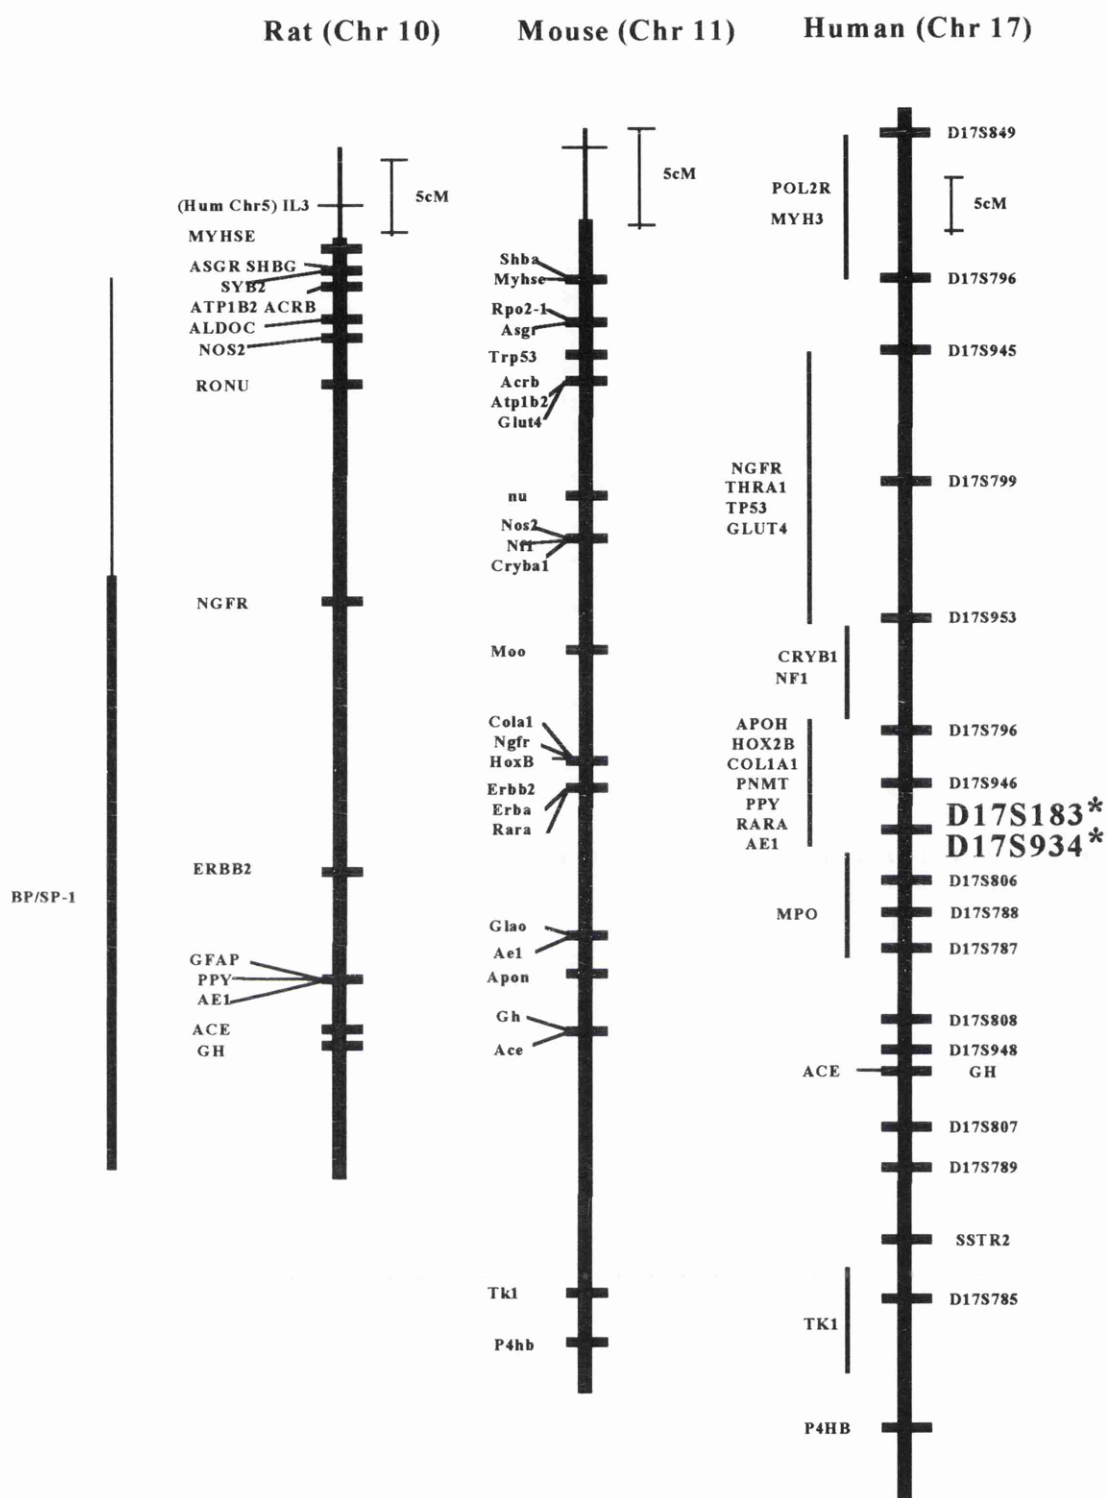 Rat (Chr 10)
Mouse (Chr 11)
Human (Chr 17)
5cM
(Hum Chr5) IL3
MYHSE
ASGR SHBG
SYB2
ATP1B2 ACRB
ALDOC
NOS2
RONU
NGFR
ERBB2
BP/SP-1
GFAP
PPY
AE1
ACE
GH
5cM
Shba
Myhse
Rpo2-1
Asgr
Trp53
Acrb
Atp1b2
Glut4
nu
Nos2
Nf1
Cryba1
Moo
Cola1
Ngfr
HoxB
Erbb2
Erba
Rara
Glao
Ae1
Apon
Gh
Ace
Tk1
P4hb
D17S849
POL2R
MYH3
5cM
D17S796
D17S945
NGFR
THRA1
TP53
GLUT4
D17S799
D17S953
CRYB1
NF1
APOH
HOX2B
COL1A1
PNMT
PPY
RARA
AE1
D17S796
D17S946
D17S183*
D17S934*
D17S806
MPO
D17S788
D17S787
D17S808
D17S948
ACE
GH
D17S807
D17S789
SSTR2
D17S785
TK1
P4HB